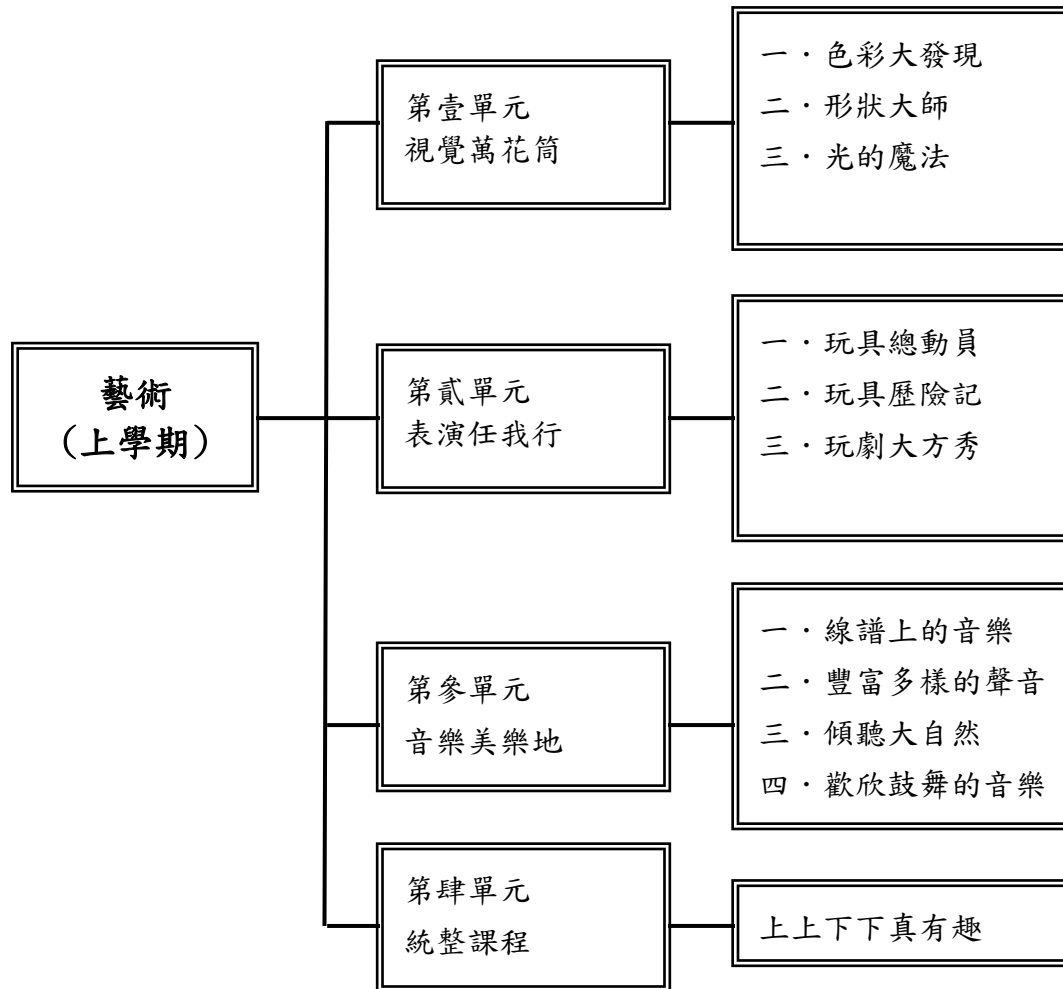 藝術
（上學期）
第壹單元
視覺萬花筒
一．色彩大發現
二．形狀大師
三．光的魔法
第貳單元
表演任我行
一．玩具總動員
二．玩具歷險記
三．玩劇大方秀
第參單元
音樂美樂地
一．線譜上的音樂
二．豐富多樣的聲音
三．傾聽大自然
四．歡欣鼓舞的音樂
第肆單元
統整課程
上上下下真有趣